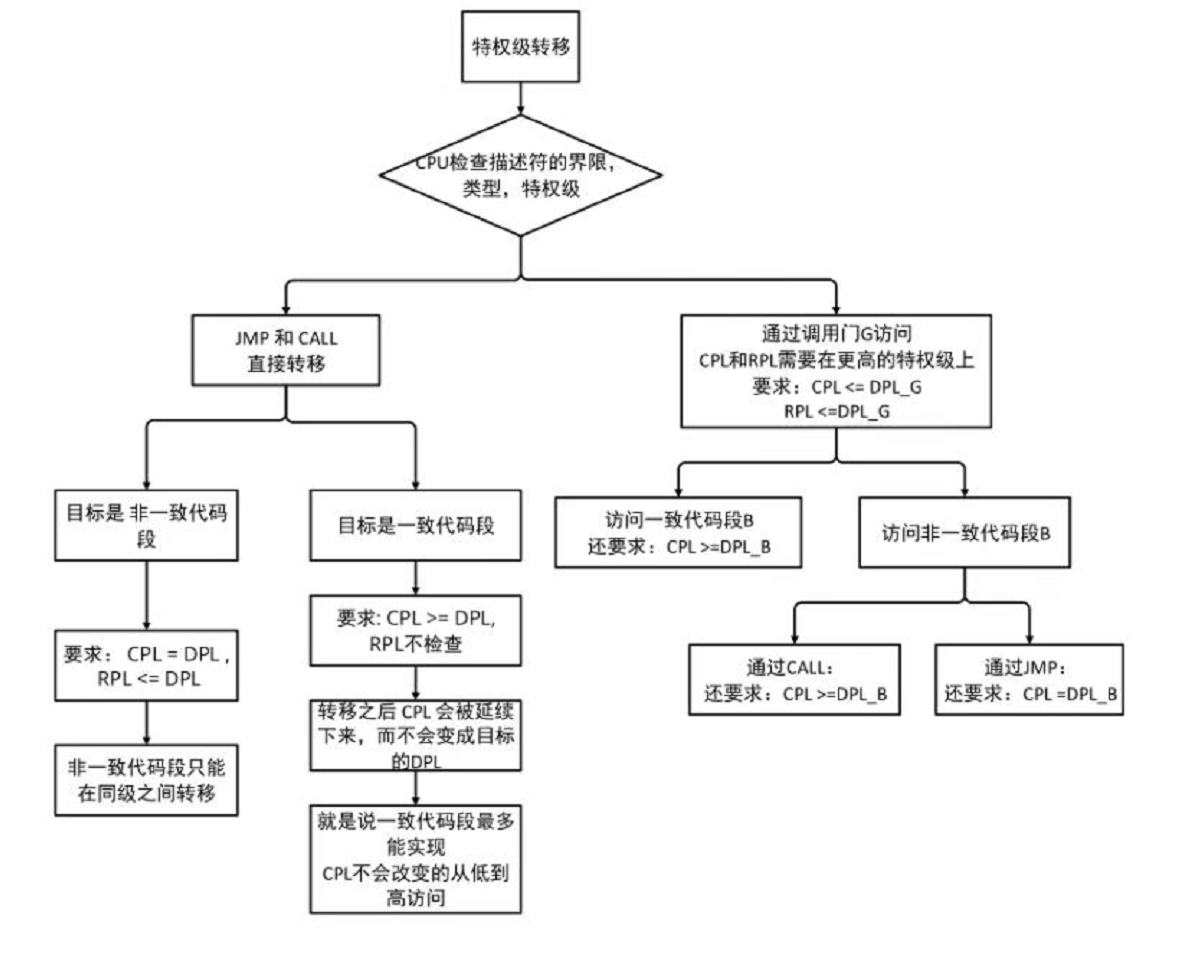 特权级转移
CPU检查描述符的界限，
类型，特权级
JMP 和 CALL
直接转移
通过调用门G访问
CPL和RPL需要在更高的特权级上
要求：CPL <= DPL_G
RPL <=DPL_G
目标是 非一致代码
段
要求： CPL = DPL ,
RPL <= DPL
非一致代码段只能
在同级之间转移
目标是一致代码段
要求: CPL >= DPL,
RPL不检查
转移之后 CPL 会被延续
下来，而不会变成目标
的DPL
就是说一致代码段最多
能实现
CPL不会改变的从低到
高访问
访问一致代码段B
还要求：CPL >=DPL_B
访问非一致代码段B
通过CALL：
还要求：CPL >=DPL_B
通过JMP：
还要求：CPL =DPL_B